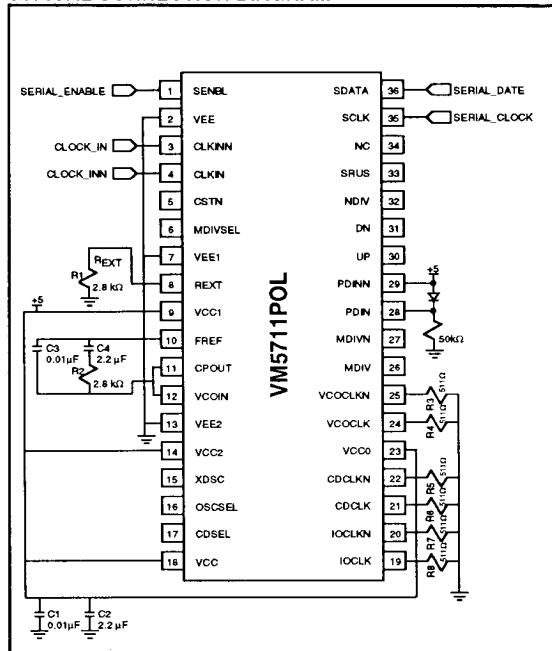 SERIAL_ENABLE 1 SENBL SDATA 36 SERIAL_DATE
2 VEE SCLK 35 SERIAL_CLOCK
CLOCK_IN 3 CLKINN NC 34
CLOCK_INN 4 CLKIN SRUS 33
5 CSTN NDIV 32
6 MDIVSEL DN 31
7 VEE1 UP 30
R1 REXT 2.8 kΩ 8 REXT PDINN 29 +5
+5 9 VCC1 PDIN 28 50kΩ
C3 0.01µF C4 2.2 µF 10 FREF MDIVN 27
R2 2.8kΩ 11 CPOUT MDIV 26
12 VCOIN VCOCLKN 25 R3 511Ω
13 VEE2 VCOCLK 24 R4 511Ω
14 VCC2 VCC0 23
15 XDSC CDCLKN 22 R5 511Ω
16 OSCSEL CDCLK 21 R6 511Ω
17 CDSEL IOCLKN 20 R7 511Ω
18 VCC IOCLK 19 R8 511Ω
VM5711POL
C1 0.01µF C2 2.2 µF